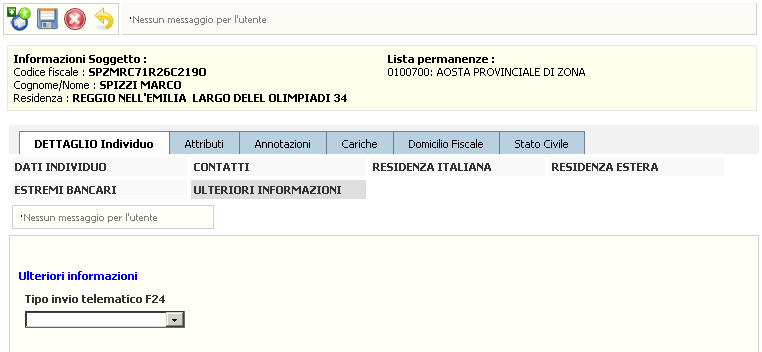 *Nessun messaggio per l'utente
Informazioni Soggetto :
Codice fiscale : SPZMRC71R26C219O
Cognome/Nome : SPIZZI MARCO
Residenza : REGGIO NELL'EMILIA LARGO DELEL OLIMPIADI 34
Lista permanenze :
0100700: AOSTA PROVINCIALE DI ZONA
DETTAGLIO Individuo Attributi Annotazioni Cariche Domicilio Fiscale Stato Civile
DATI INDIVIDUO CONTATTI RESIDENZA ITALIANA RESIDENZA ESTERA
ESTREMI BANCARI ULTERIORI INFORMAZIONI
*Nessun messaggio per l'utente
Ulteriori informazioni
Tipo invio telematico F24